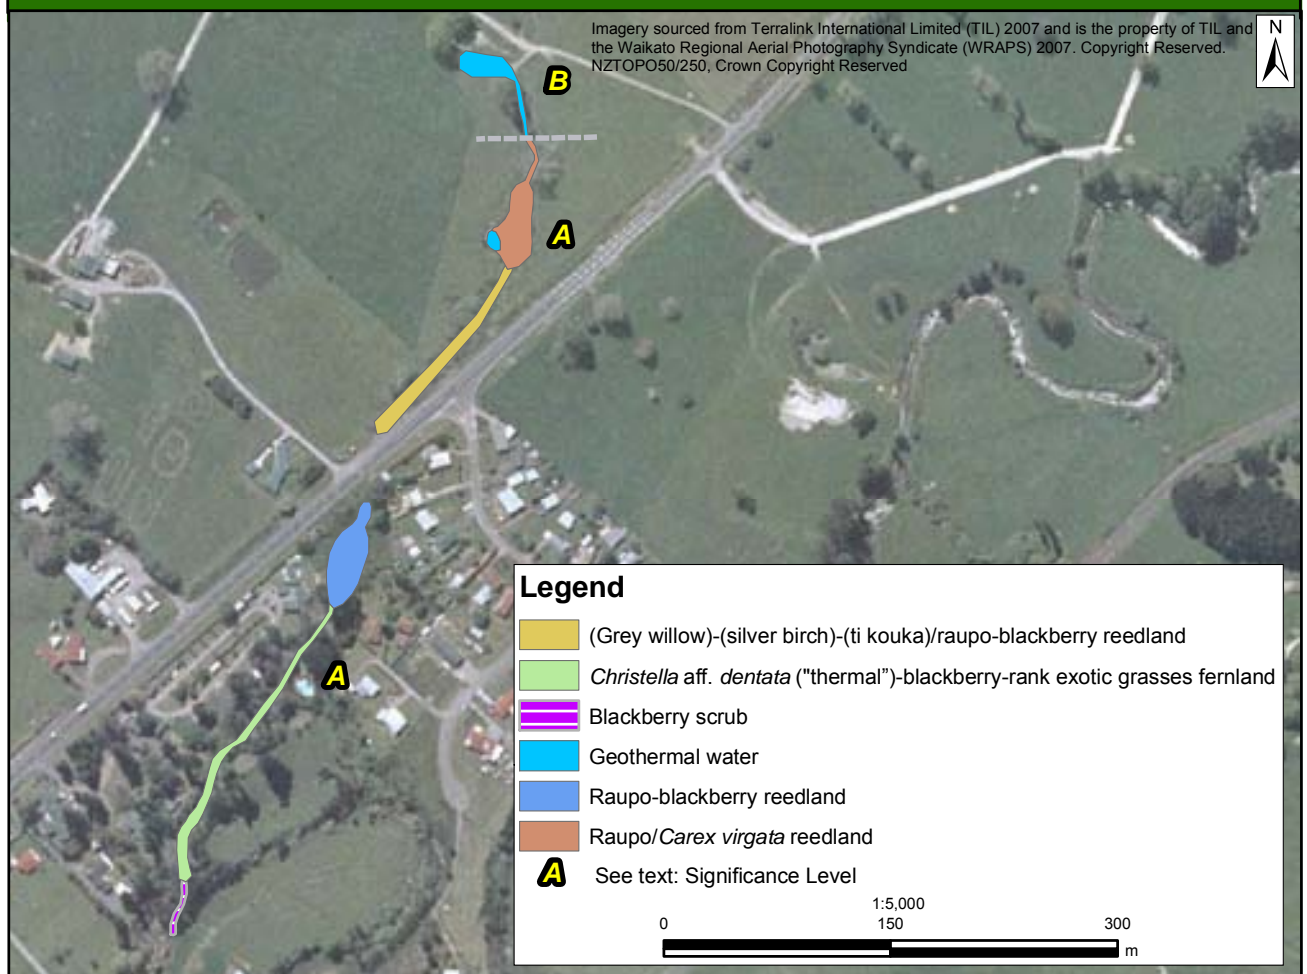 Imagery sourced from Terralink International Limited (TIL) 2007 and is the property of TIL and
the Waikato Regional Aerial Photography Syndicate (WRAPS) 2007. Copyright Reserved.
NZTOPO50/250, Crown Copyright Reserved
N
B
A
A
Legend
(Grey willow)-(silver birch)-(ti kouka)/raupo-blackberry reedland
Christella aff. dentata ("thermal”)-blackberry-rank exotic grasses fernland
Blackberry scrub
Geothermal water
Raupo-blackberry reedland
Raupo/Carex virgata reedland
A See text: Significance Level
1:5,000
0 150 300
m